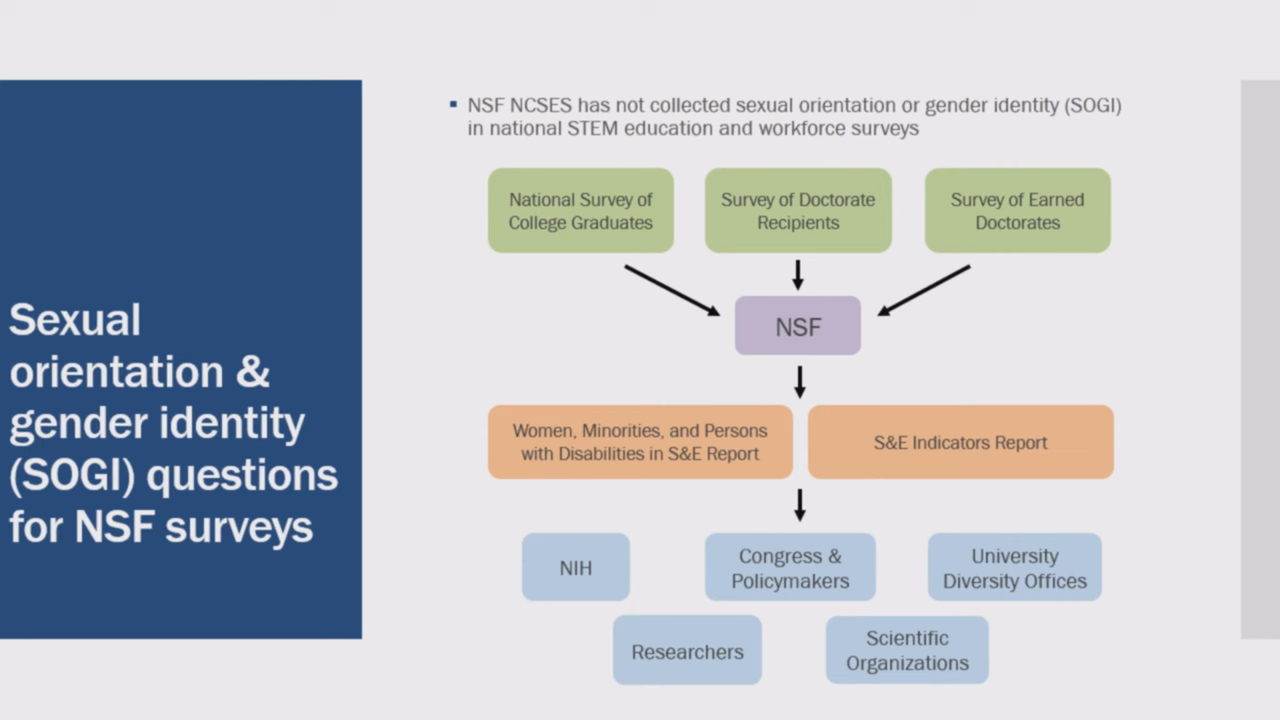 Sexual
orientation &
gender identity
(SOGI) questions
for NSF surveys
▪ NSF NCSES has not collected sexual orientation or gender identity (SOGI)
in national STEM education and workforce surveys
National Survey of
College Graduates
Survey of Doctorate
Recipients
Survey of Earned
Doctorates
NSF
Women, Minorities, and Persons
with Disabilities in S&E Report
S&E Indicators Report
NIH
Congress &
Policymakers
University
Diversity Offices
Researchers
Scientific
Organizations